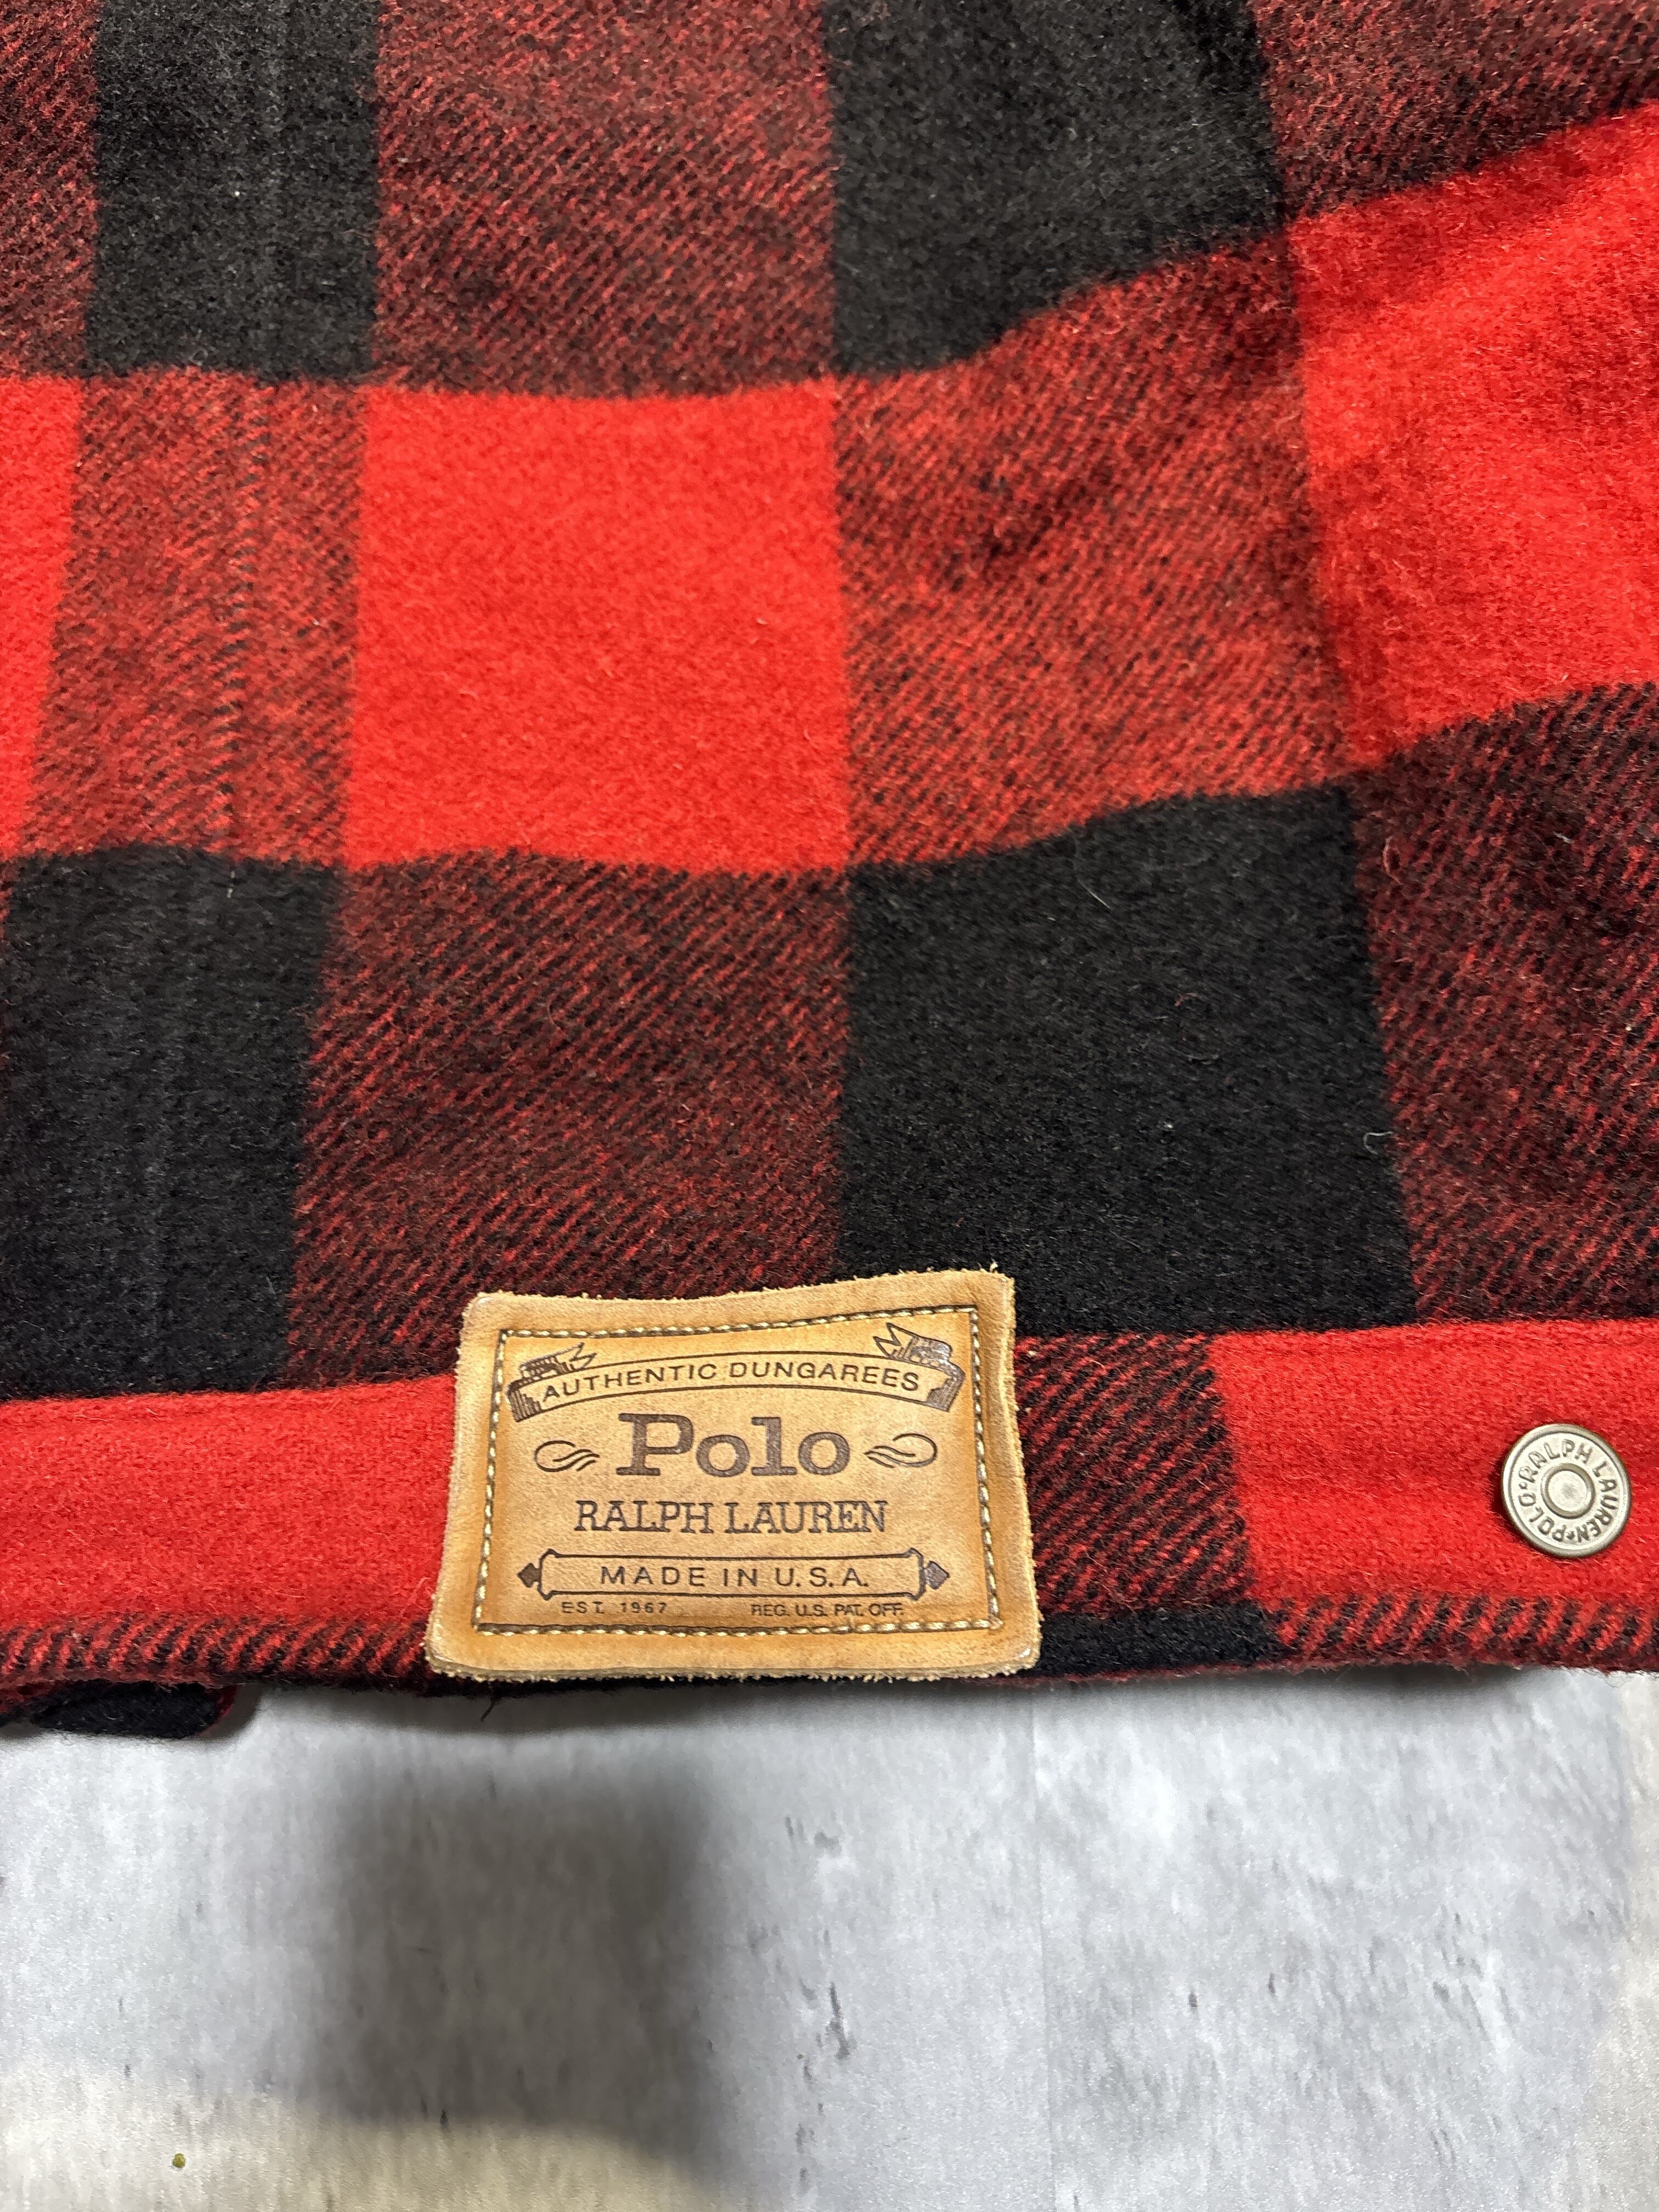 AUTHENTIC DUNGAREES
Polo
RALPH LAUREN
MADE IN U.S.A.
EST. 1967 REG. U.S. PAT. OFF.
POLO•RALPH LAUREN•